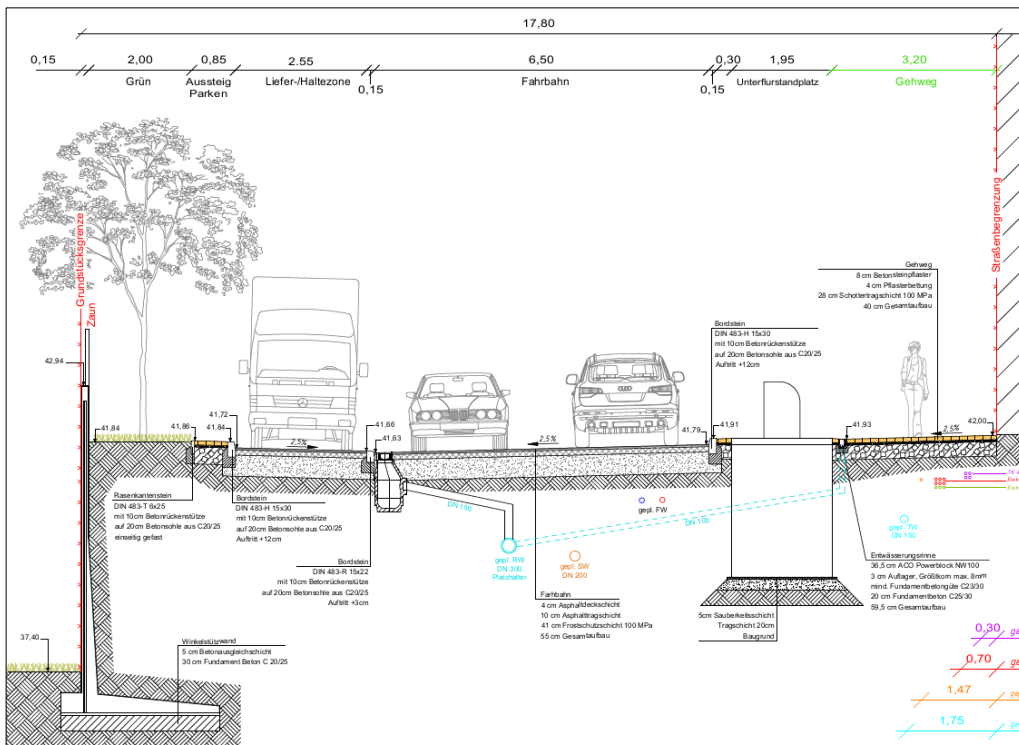 17,80
0,15
2,00
0,85
2.55
6,50
0,30
1,95
3,20
Grün
Aussteig
Parken
Liefer-/Haltezone
0,15
Fahrbahn
0,15
Unterflurstandplatz
Gehweg
Grundstücksgrenze
Zaun
Straßenbegrenzung
Gehweg
8 cm Betonsteinpflaster
4 cm Pflasterbettung
28 cm Schottertragschicht 100 MPa
40 cm Gesamtaufbau
Bordstein
DIN 483-H 15x30
mit 10cm Betonrückenstütze
auf 20cm Betonsohle aus C20/25
Auftritt +12cm
42,94
41,84
41,86
41,84
41,72
2,5%
41,66
41,63
2,5%
41,79
41,91
41,93
2,5%
42,00
Rasenkantenstein
DIN 483-T 6x25
mit 10cm Betonrückenstütze
auf 20cm Betonsohle aus C20/25
einseitig gefast
Bordstein
DIN 483-H 15x30
mit 10cm Betonrückenstütze
auf 20cm Betonsohle aus C20/25
Auftritt +12cm
Bordstein
DIN 483-R 15x22
mit 10cm Betonrückenstütze
auf 20cm Betonsohle aus C20/25
Auftritt +3cm
DN 150
gepl. RW
DN 300
Platzhalter
gepl. SW
DN 200
gepl. FW
DN 100
gepl. TW
DN 150
Fahrbahn
4 cm Asphaltdeckschicht
10 cm Asphalttragschicht
41 cm Frostschutzschicht 100 MPa
55 cm Gesamtaufbau
5cm Sauberkeitsschicht
Tragschicht 20cm
Baugrund
Entwässerungsrinne
36,5 cm ACO Powerblock NW100
3 cm Auflager, Größtkorn max. 8mm
mind. Fundamentbetongüte C23/30
20 cm Fundamentbeton C25/30
59,5 cm Gesamtaufbau
37,40
Winkelstützwand
5 cm Betonausgleichschicht
30 cm Fundament Beton C 20/25
0,30
0,70
1,47
1,75